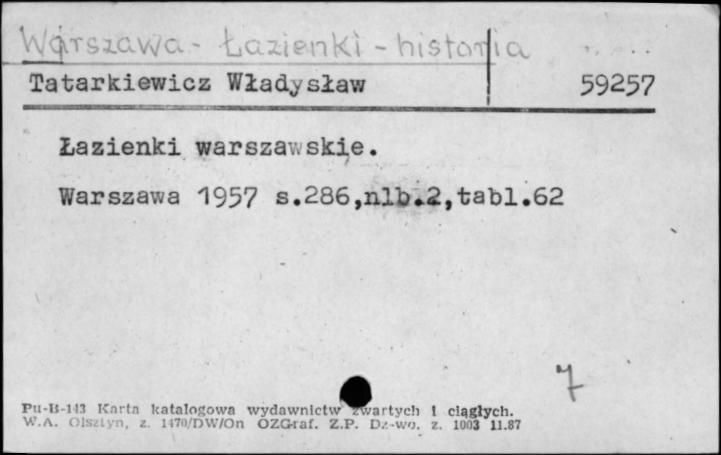 Warszawa - Łazienki - historia
Tatarkiewicz Władysław 59257
Łazienki warszawskie.
Warszawa 1957 s.286,nlb.2,tabl.62
7
Pu-B-143 Karta katalogowa wydawnictw zwartych i ciągłych.
W.A. Olsztyn, z. 1470/DW/On OZGraf. Z.P. Dz-wo. z. 1003 11.87